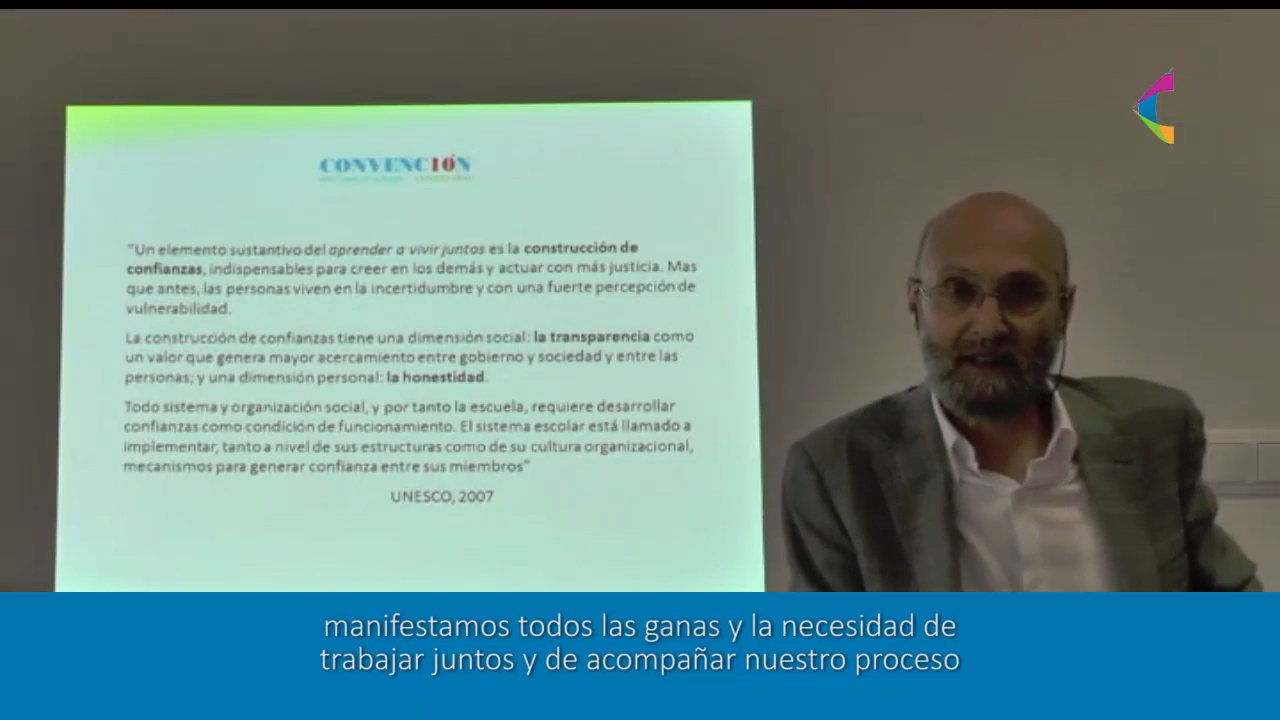 CONVENCIÓN
"Un elemento sustantivo del aprender a vivir juntos es la construcción de
confianzas, indispensables para creer en los demás y actuar con más justicia. Mas
que antes, las personas viven en la incertidumbre y con una fuerte percepción de
vulnerabilidad.
La construcción de confianzas tiene una dimensión social: la transparencia como
un valor que genera mayor acercamiento entre gobierno y sociedad y entre las
personas; y una dimensión personal: la honestidad.
Todo sistema y organización social, y por tanto la escuela, requiere desarrollar
confianzas como condición de funcionamiento. El sistema escolar está llamado a
implementar, tanto a nivel de sus estructuras como de su cultura organizacional,
mecanismos para generar confianza entre sus miembros"
UNESCO, 2007
manifestamos todos las ganas y la necesidad de
trabajar juntos y de acompañar nuestro proceso